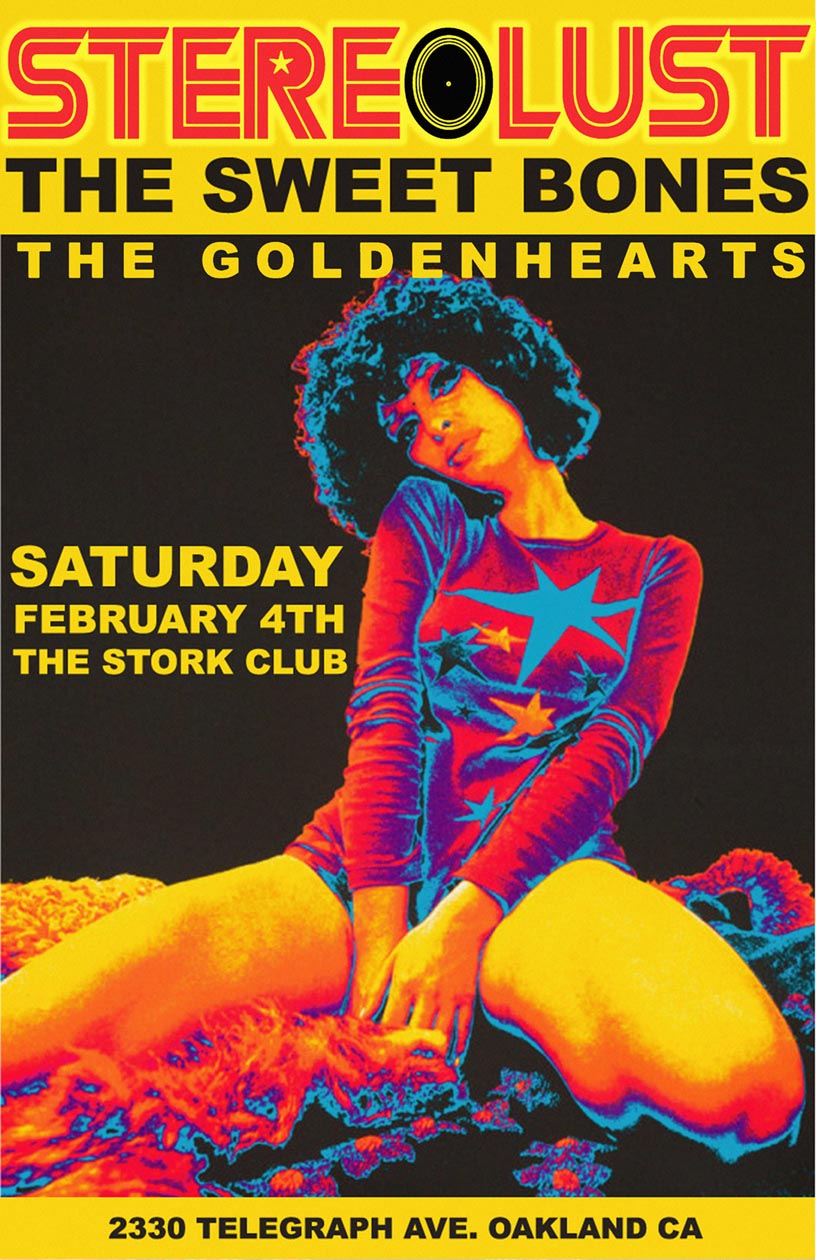 STEREOLUST
THE SWEET BONES
THE GOLDENHEARTS
SATURDAY
FEBRUARY 4TH
THE STORK CLUB
2330 TELEGRAPH AVE. OAKLAND CA